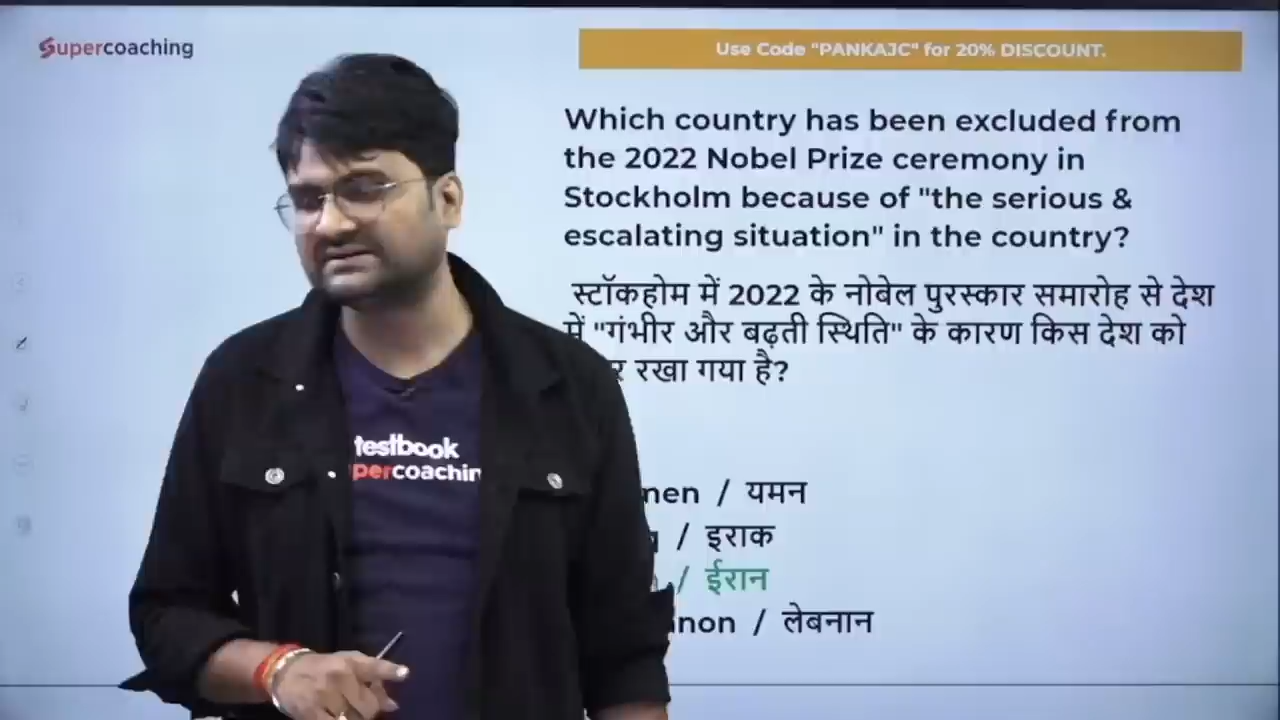 Supercoaching
Use Code "PANKAJC" for 20% DISCOUNT.
Which country has been excluded from
the 2022 Nobel Prize ceremony in
Stockholm because of "the serious &
escalating situation" in the country?
स्टॉकहोम में 2022 के नोबेल पुरस्कार समारोह से देश
में "गंभीर और बढ़ती स्थिति" के कारण किस देश को
रखा गया है?
testbook
percoachin
/ यमन
/ इराक
/ ईरान
/ लेबनान